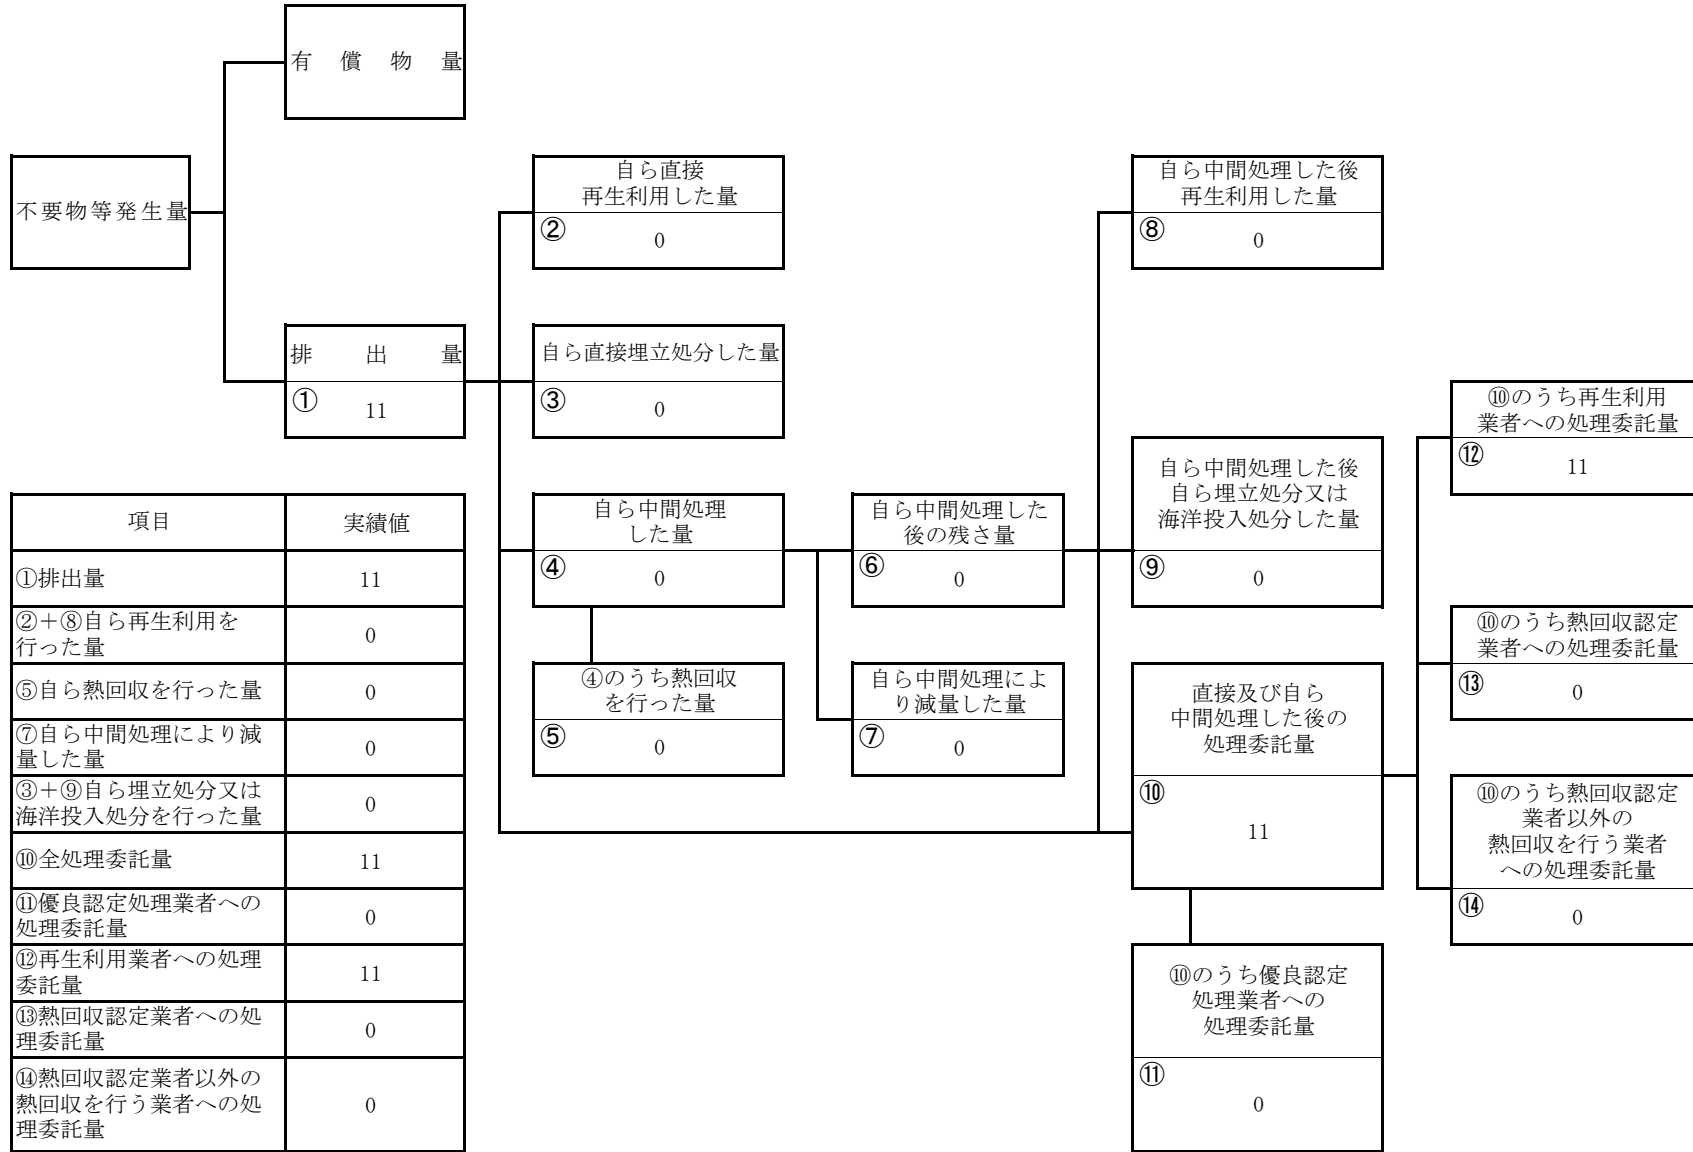 有償物量
不要物等発生量
自ら直接
再生利用した量
②
0
自ら中間処理した後
再生利用した量
⑧
0
排出量
①
11
自ら直接埋立処分した量
③
0
⑩のうち再生利用
業者への処理委託量
⑫
11
自ら中間処理した後
自ら埋立処分又は
海洋投入処分した量
⑨
0
自ら中間処理
した量
④
0
自ら中間処理した
後の残さ量
⑥
0
⑩のうち熱回収認定
業者への処理委託量
⑬
0
④のうち熱回収
を行った量
⑤
0
自ら中間処理によ
り減量した量
⑦
0
直接及び自ら
中間処理した後の
処理委託量
⑩
11
⑩のうち熱回収認定
業者以外の
熱回収を行う業者
への処理委託量
⑭
0
⑩のうち優良認定
処理業者への
処理委託量
⑪
0
項目 実績値
①排出量 11
②＋⑧自ら再生利用を
行った量 0
⑤自ら熱回収を行った量 0
⑦自ら中間処理により減
量した量 0
③＋⑨自ら埋立処分又は
海洋投入処分を行った量 0
⑩全処理委託量 11
⑪優良認定処理業者への
処理委託量 0
⑫再生利用業者への処理
委託量 11
⑬熱回収認定業者への処
理委託量 0
⑭熱回収認定業者以外の
熱回収を行う業者への処
理委託量 0